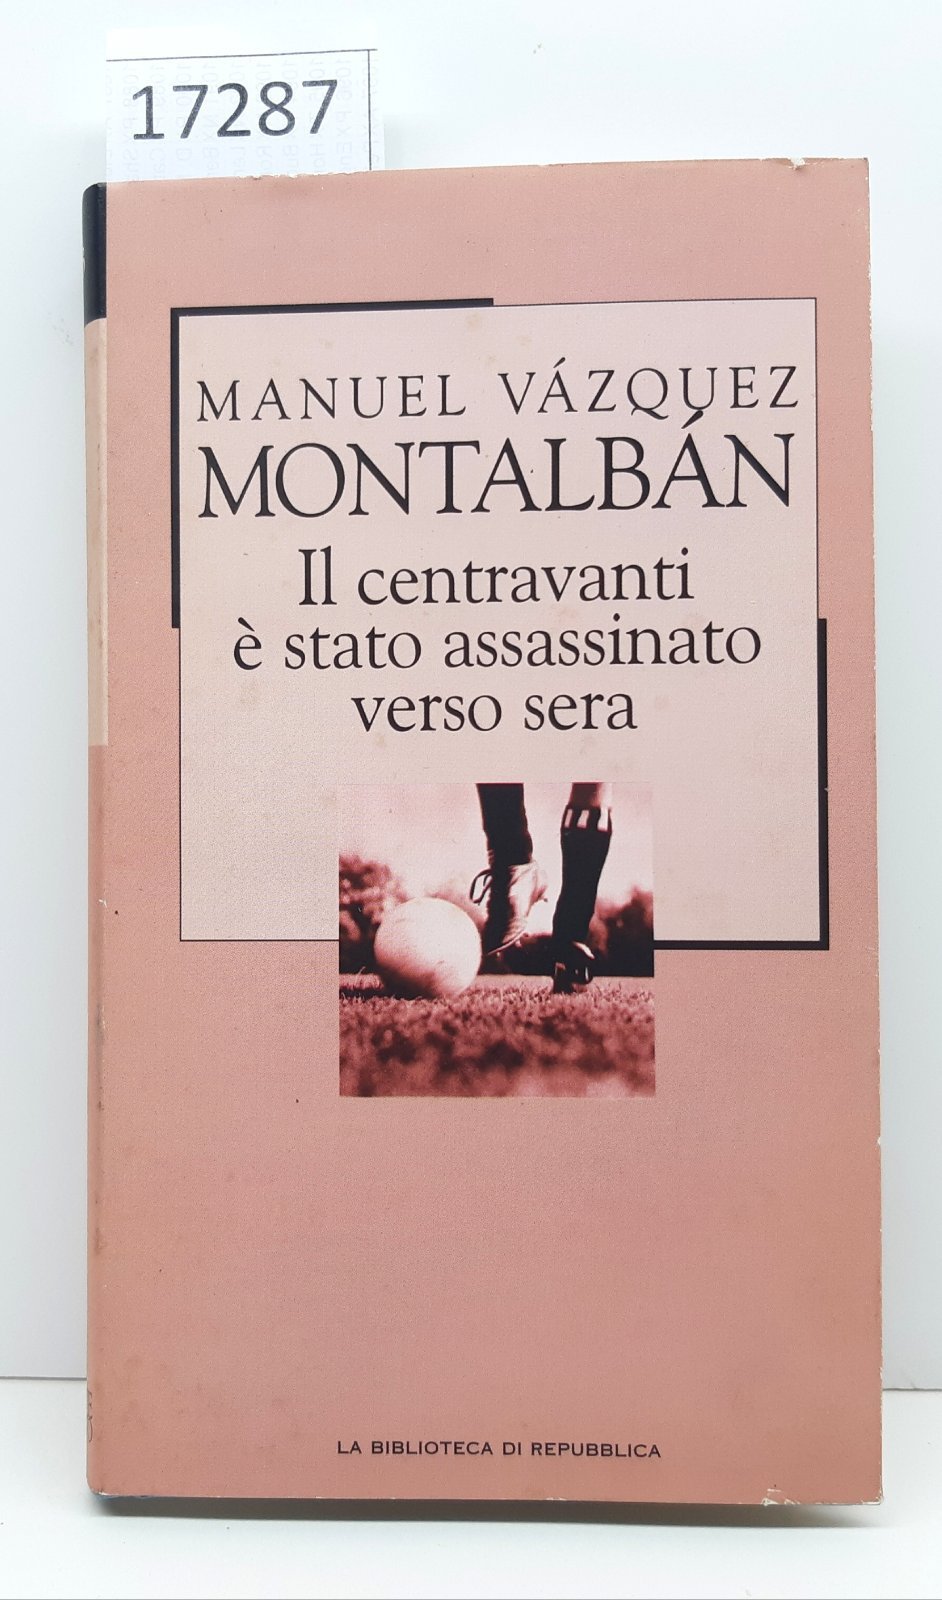 17287
MANUEL VÁZQUEZ
MONTALBÁN
Il centravanti
è stato assassinato
verso sera
LA BIBLIOTECA DI REPUBBLICA